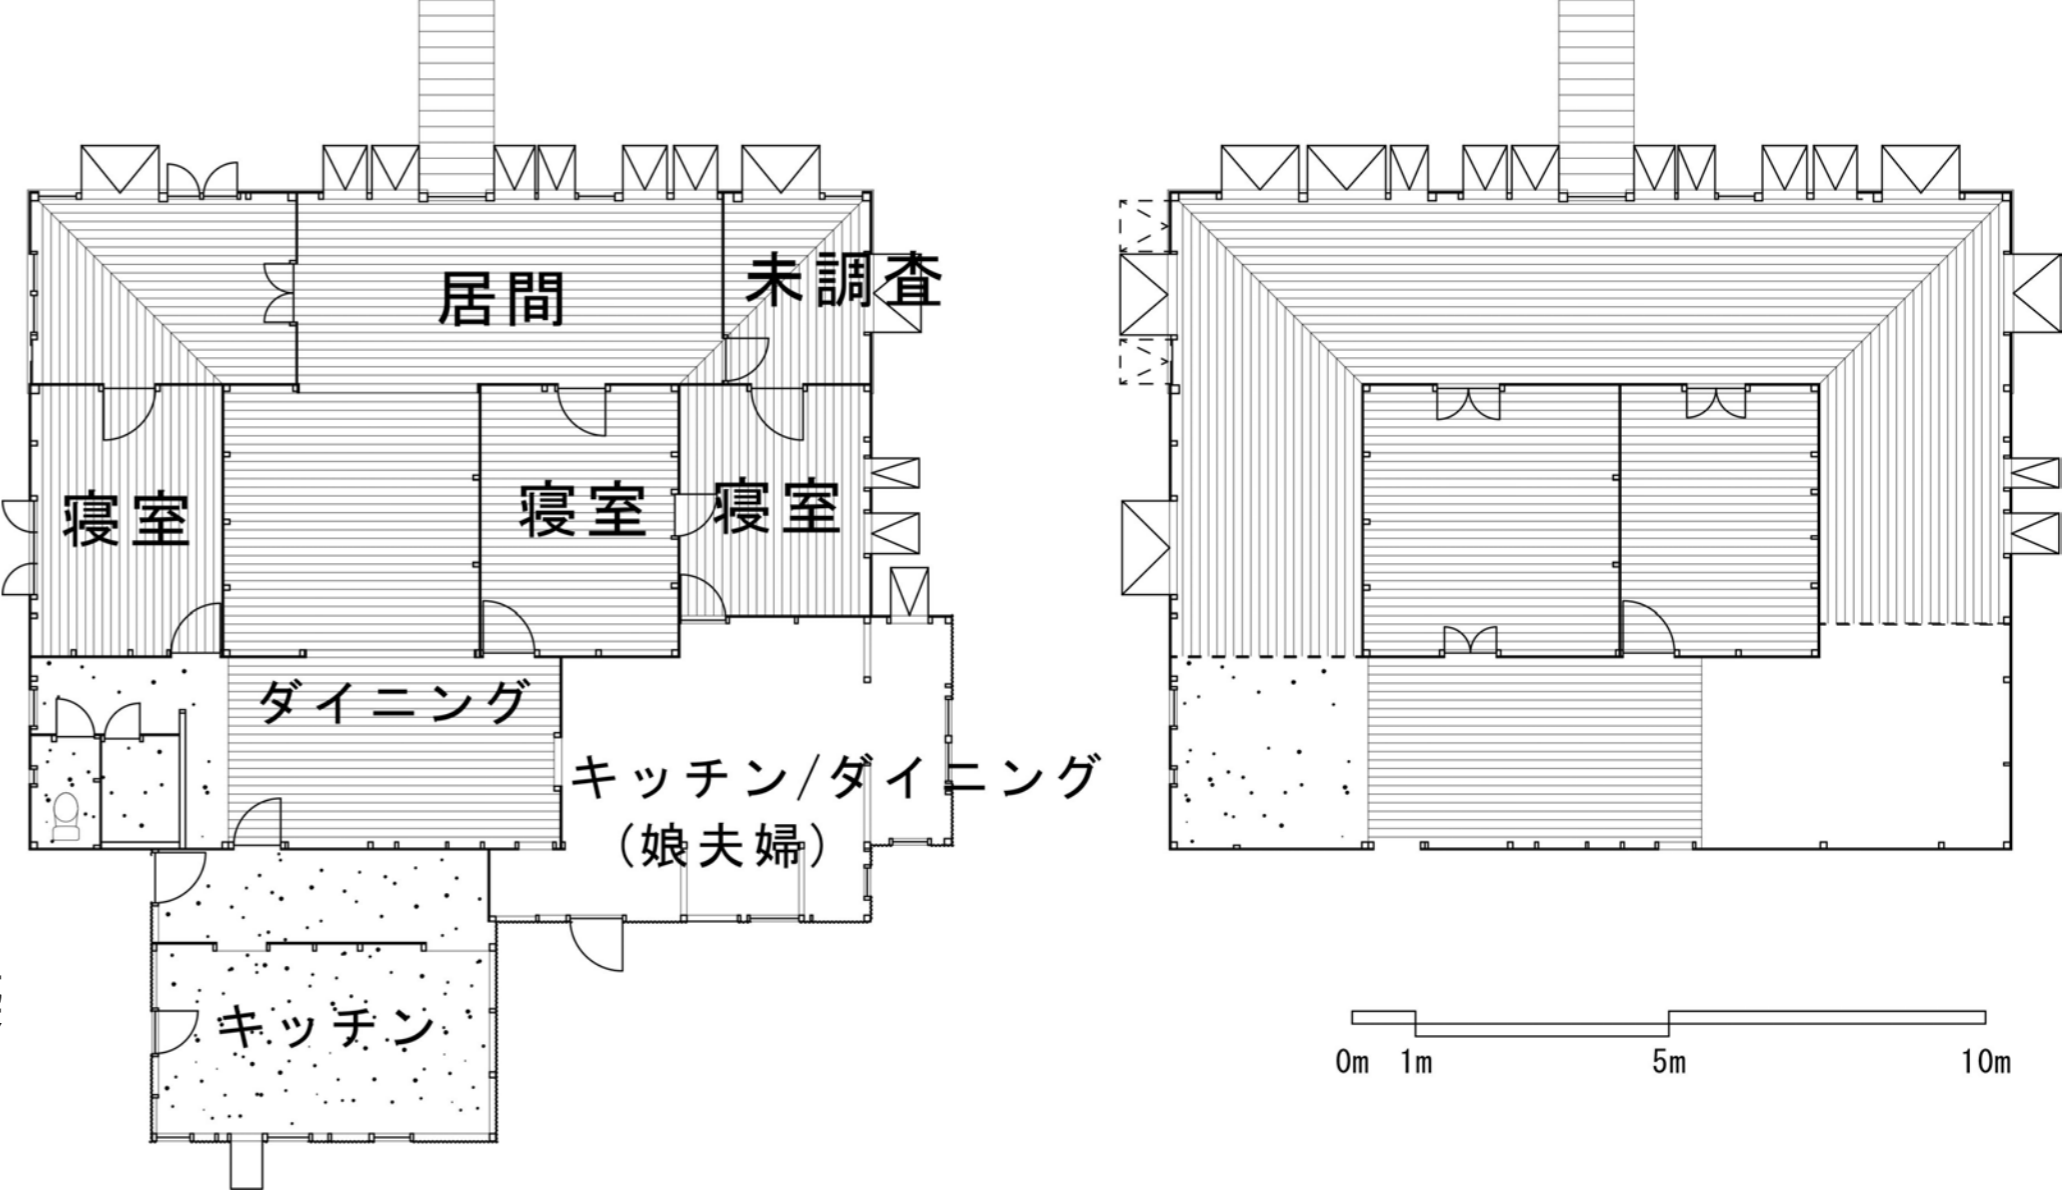 居間
未調査
寝室
寝室
寝室
ダイニング
キッチン/ダイニング
（娘夫婦）
キッチン
0m 1m 5m 10m